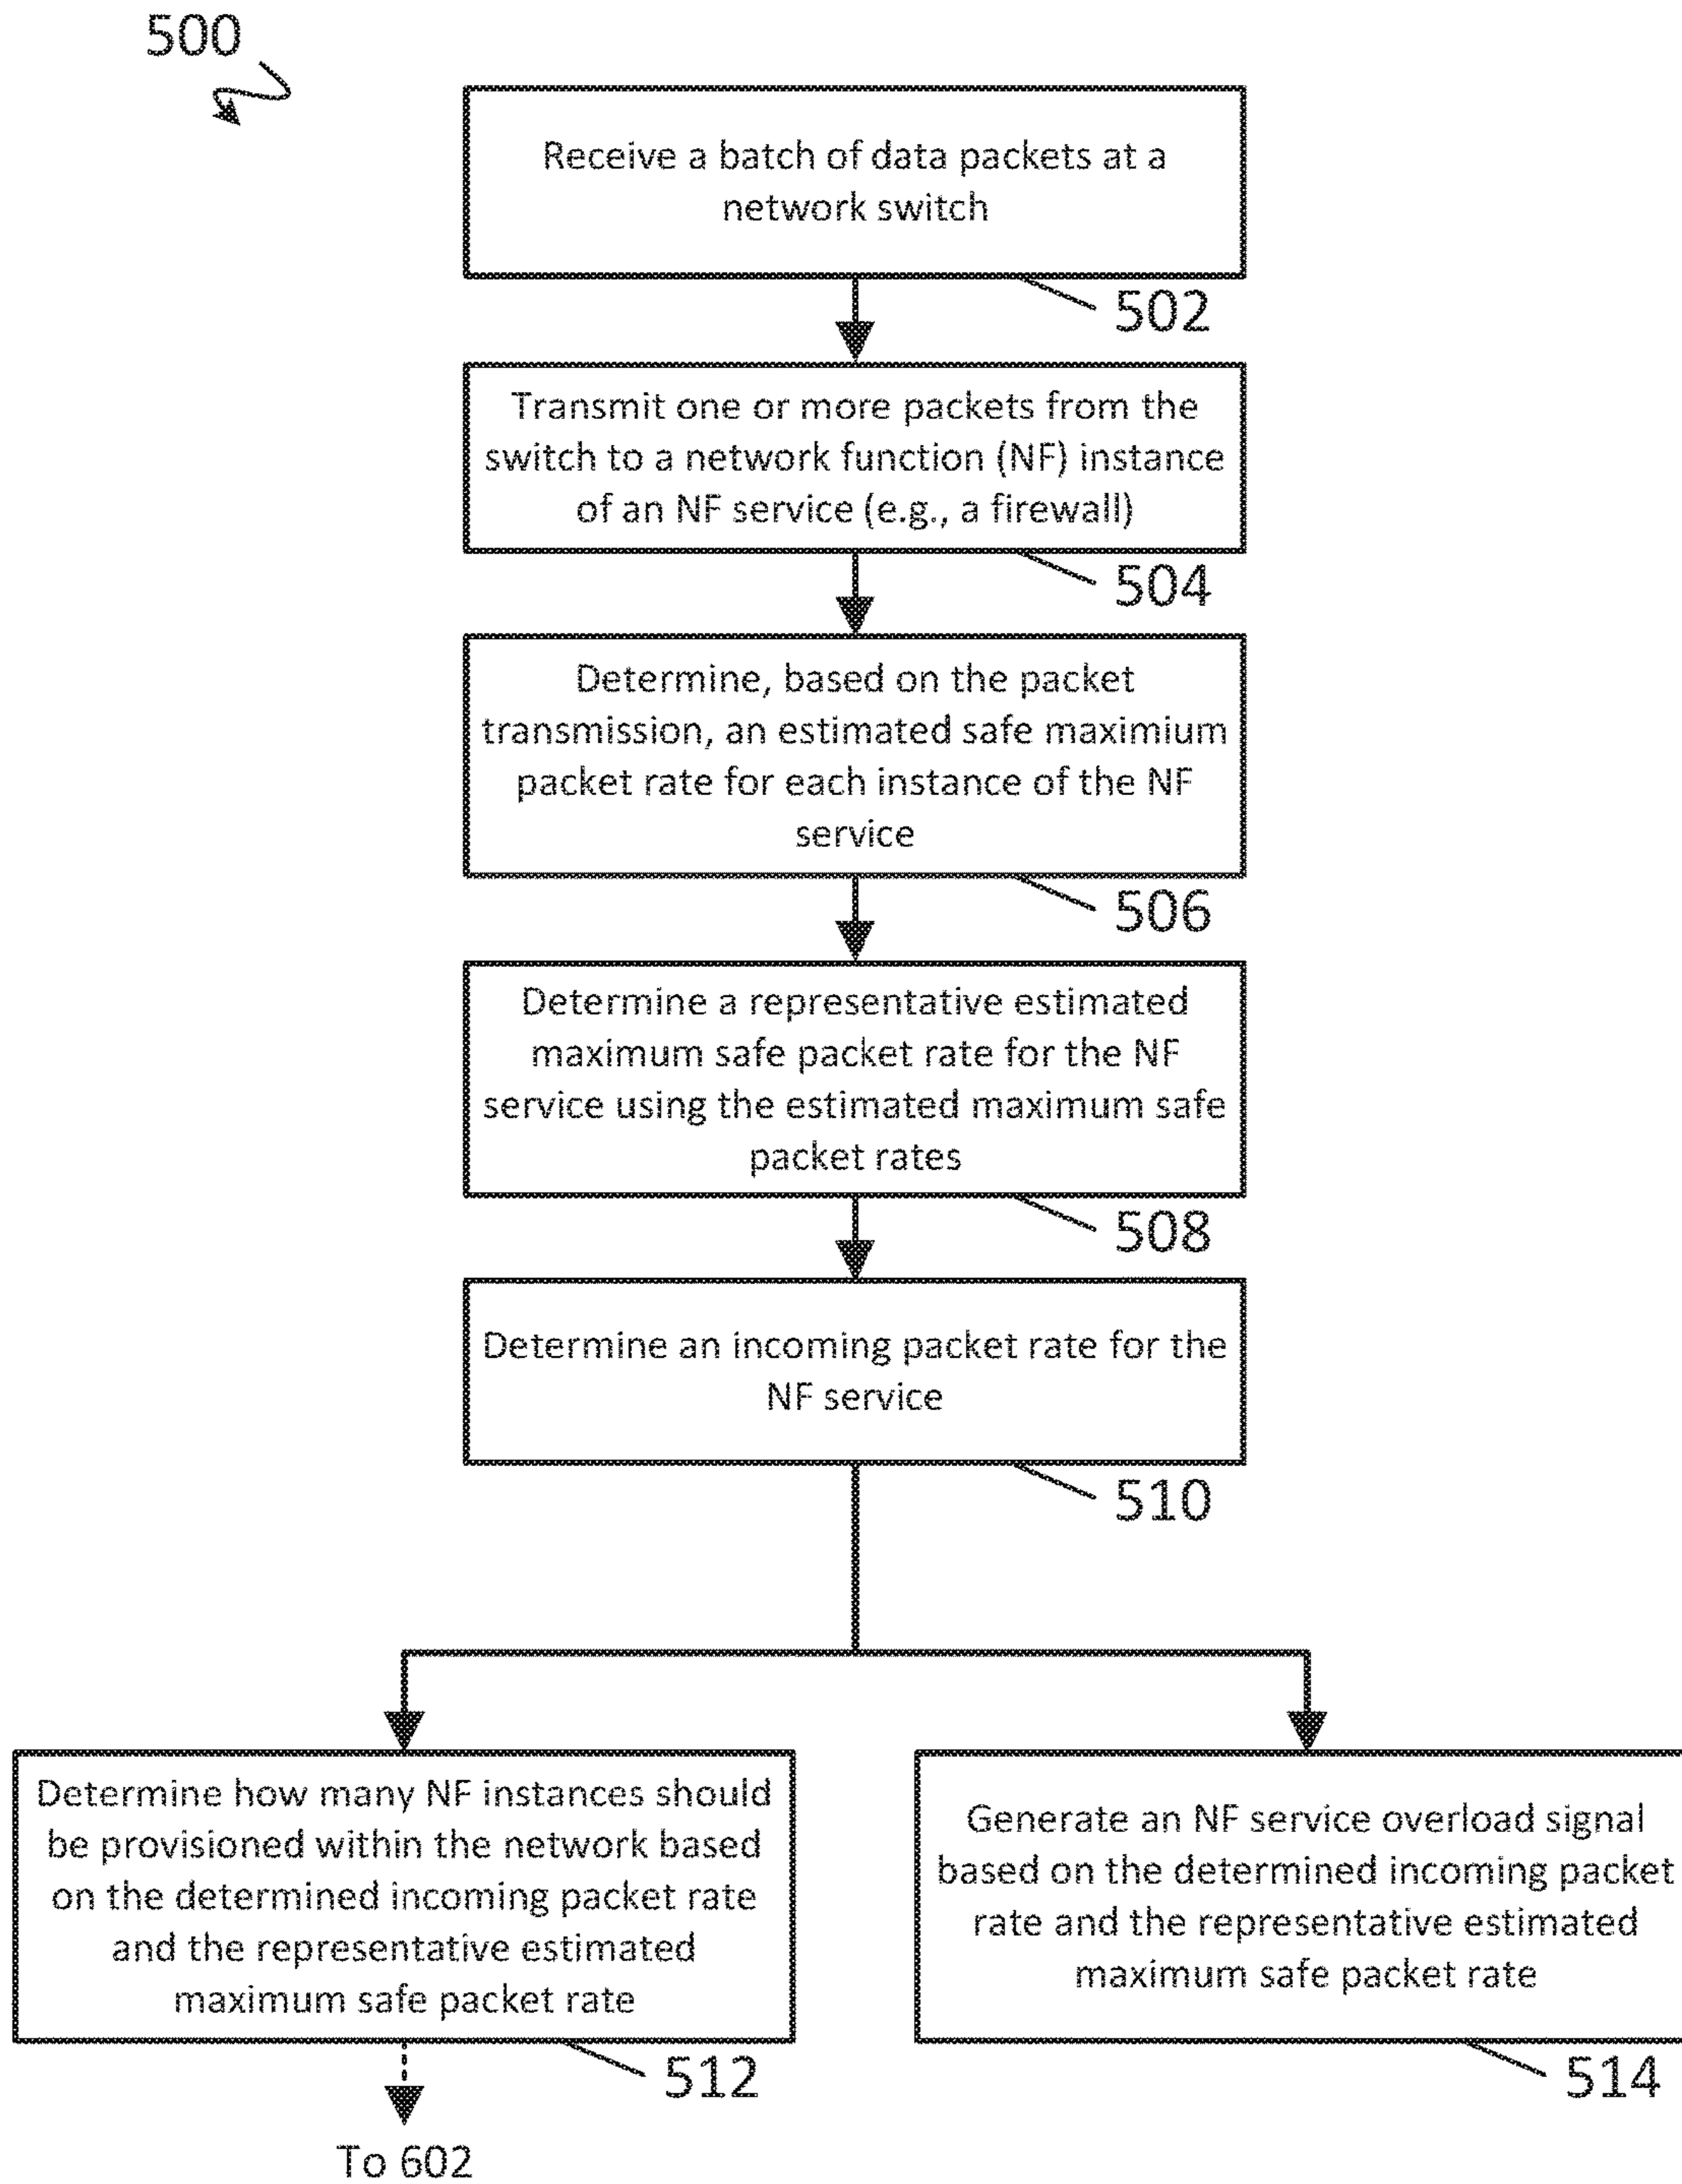 500
Receive a batch of data packets at a
network switch
502
Transmit one or more packets from the
switch to a network function (NF) instance
of an NF service (e.g., a firewall)
504
Determine, based on the packet
transmission, an estimated safe maximium
packet rate for each instance of the NF
service
506
Determine a representative estimated
maximum safe packet rate for the NF
service using the estimated maximum safe
packet rates
508
Determine an incoming packet rate for the
NF service
510
Determine how many NF instances should
be provisioned within the network based
on the determined incoming packet rate
and the representative estimated
maximum safe packet rate
512
To 602
Generate an NF service overload signal
based on the determined incoming packet
rate and the representative estimated
maximum safe packet rate
514